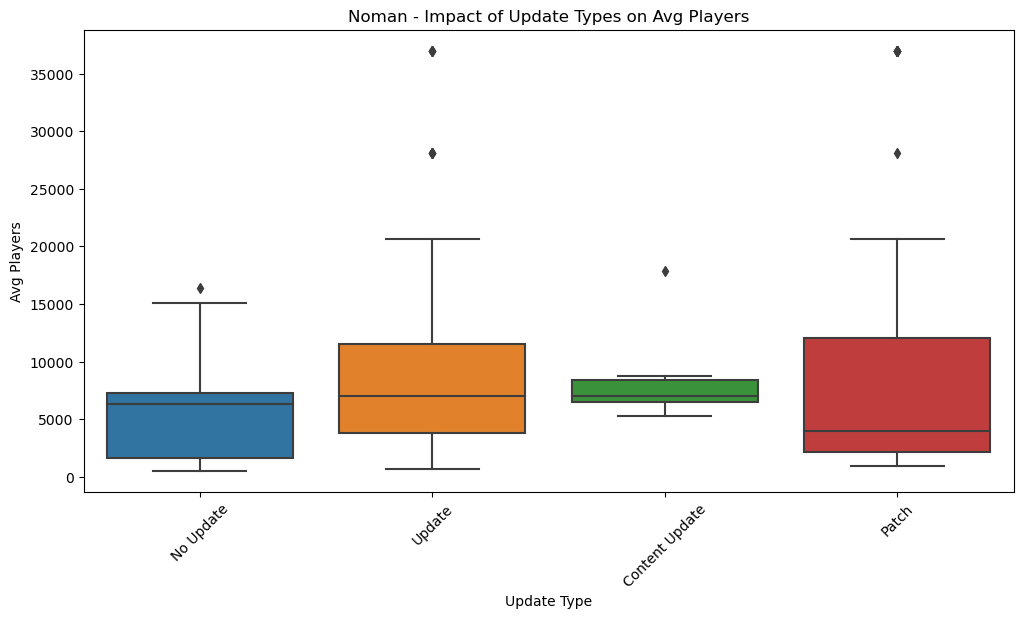 Noman - Impact of Update Types on Avg Players
35000
30000
25000
20000
15000
10000
5000
0
Avg Players
No Update
Update
Content Update
Patch
Update Type